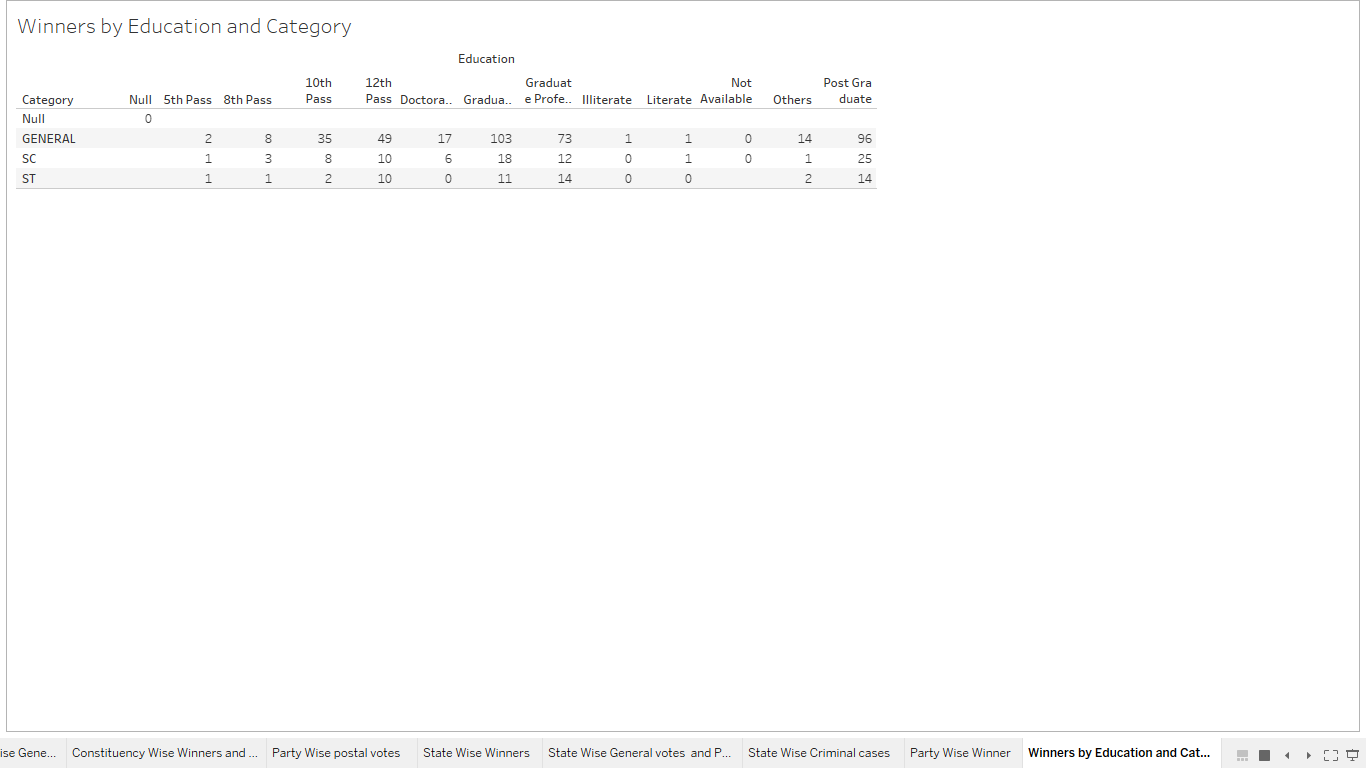 Winners by Education and Category
Education
Category Null 5th Pass 8th Pass 10th Pass 12th Pass Doctora.. Gradua.. Graduat e Profe.. Illiterate Literate Not Available Others Post Gra duate
Null 0
GENERAL 2 8 35 49 17 103 73 1 1 0 14 96
SC 1 3 8 10 6 18 12 0 1 0 1 25
ST 1 1 2 10 0 11 14 0 0 2 14
ise Gene... Constituency Wise Winners and ... Party Wise postal votes State Wise Winners State Wise General votes and P... State Wise Criminal cases Party Wise Winner Winners by Education and Cat...